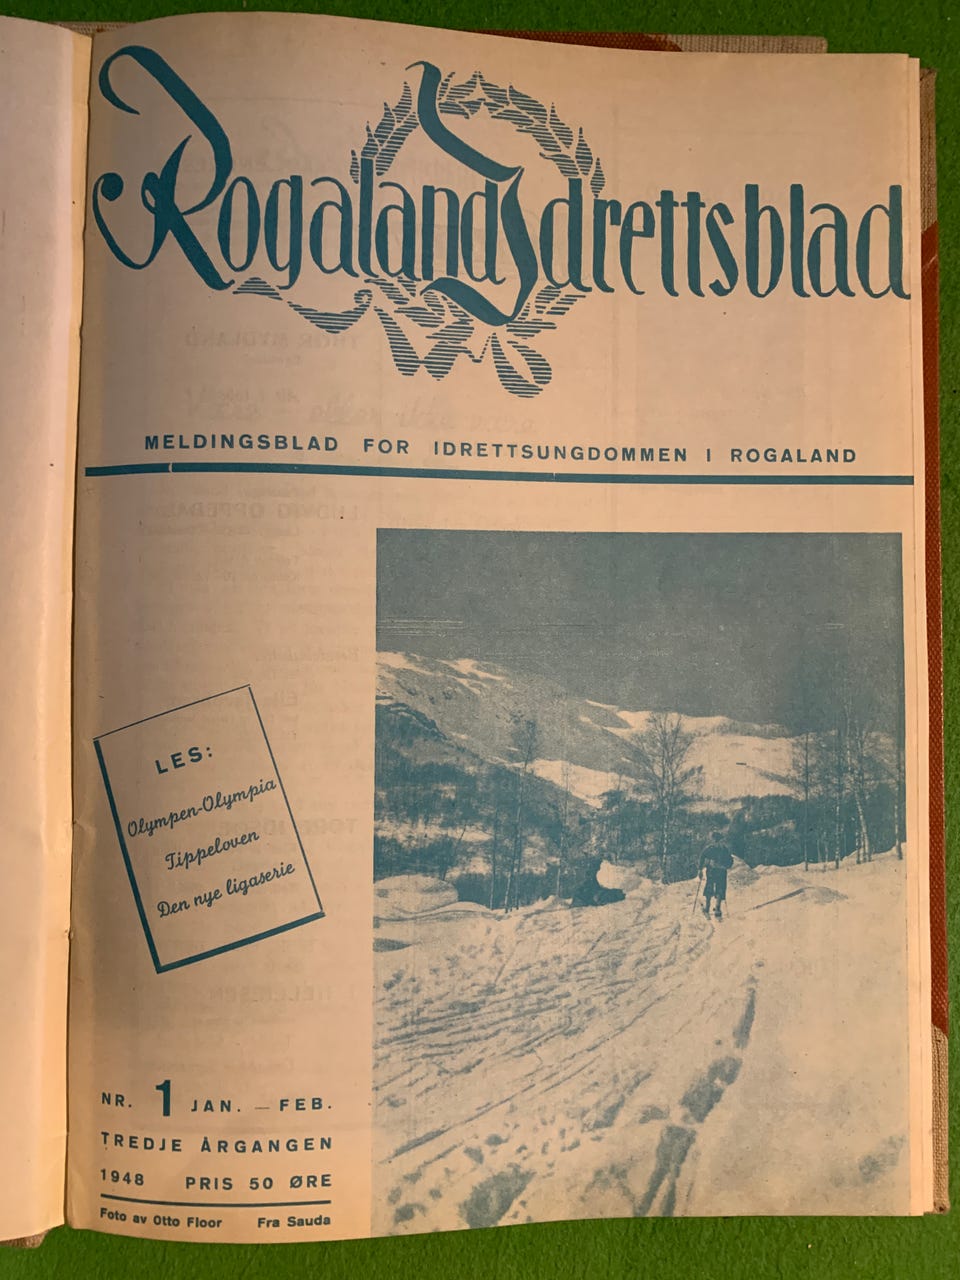 Rogaland Idrettsblad
MELDINGSBLAD FOR IDRETTSUNGDOMMEN I ROGALAND
LES:
Olympen-Olympia
Tippeloven
Den nye ligaserie
NR. 1 JAN. — FEB.
TREDJE ÅRGANGEN
1948 PRIS 50 ØRE
Foto av Otto Floor Fra Sauda